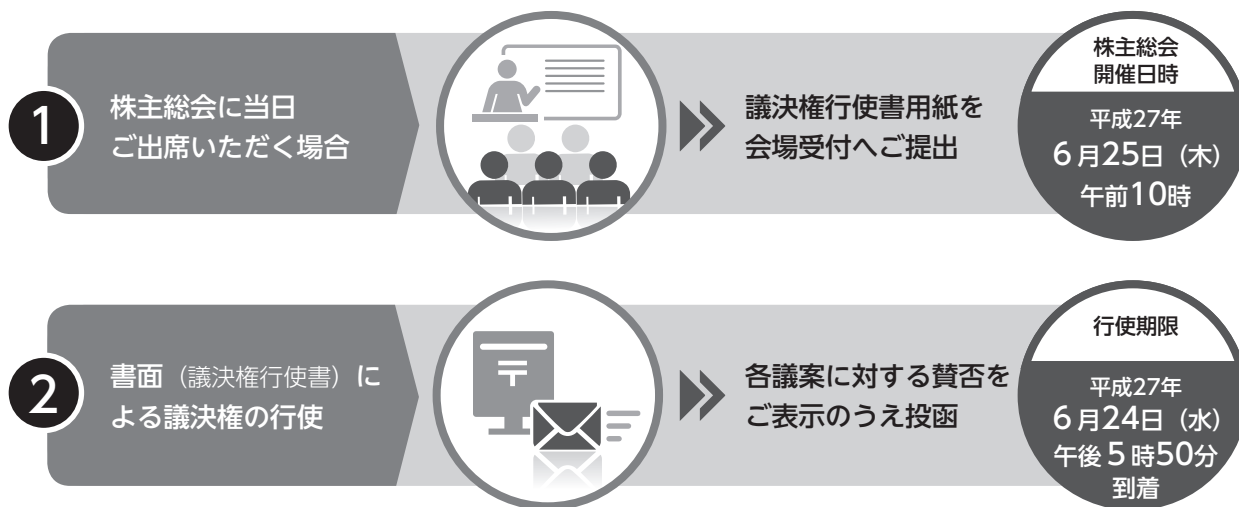 1
株主総会に当日
ご出席いただく場合
議決権行使書用紙を
会場受付へご提出
株主総会
開催日時
平成27年
6月25日（木）
午前10時
2
書面（議決権行使書）に
よる議決権の行使
〒
各議案に対する賛否を
ご表示のうえ投函
行使期限
平成27年
6月24日（水）
午後5時50分
到着